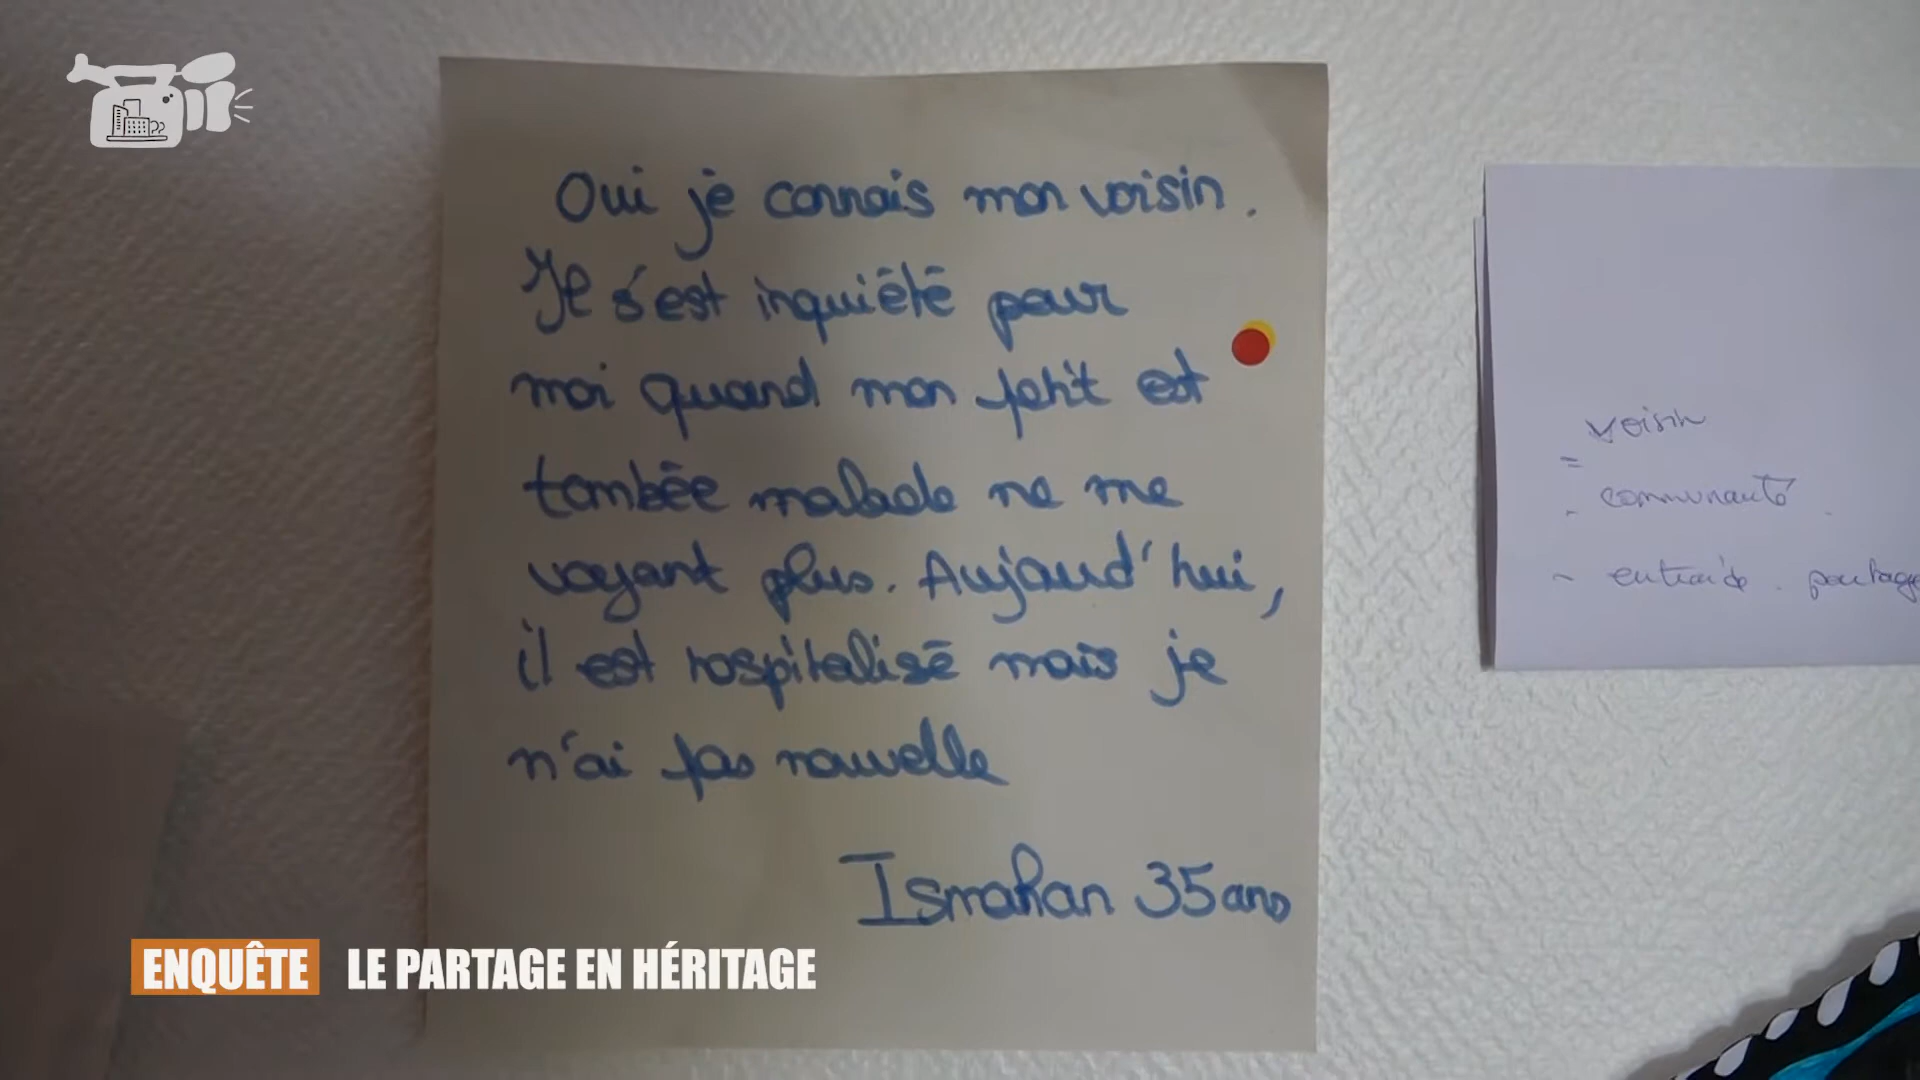 Oui je connais mon voisin.
Il s'est inquiété pour
moi quand mon petit est
tombée malade ne me
voyant plus. Aujourd'hui,
il est hospitalisé mais je
n'ai pas nouvelle
Ismahan 35 ans
voisin
=
- communauté
- entraide . partage
ENQUÊTE LE PARTAGE EN HÉRITAGE